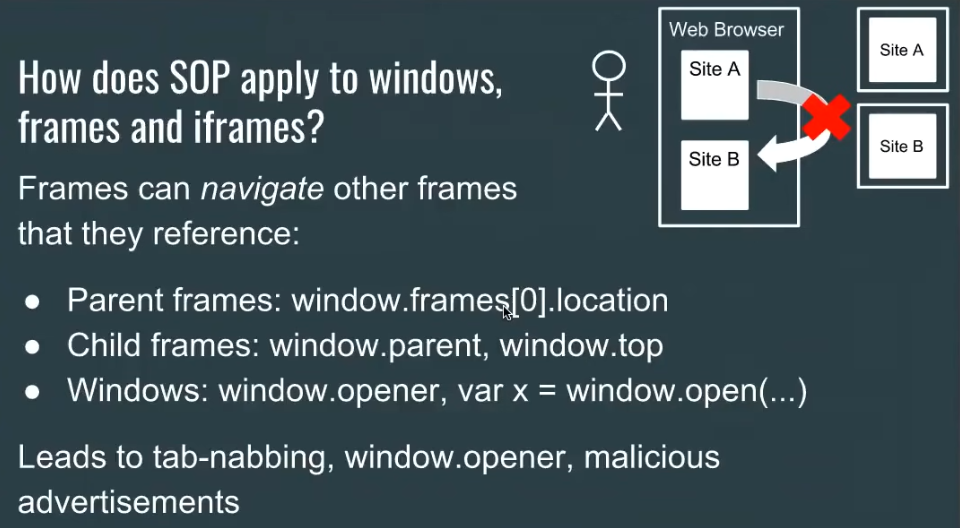 How does SOP apply to windows,
frames and iframes?
Frames can navigate other frames
that they reference:
● Parent frames: window.frames[0].location
● Child frames: window.parent, window.top
● Windows: window.opener, var x = window.open(...)
Leads to tab-nabbing, window.opener, malicious
advertisements
Web Browser
Site A
Site B
Site A
Site B